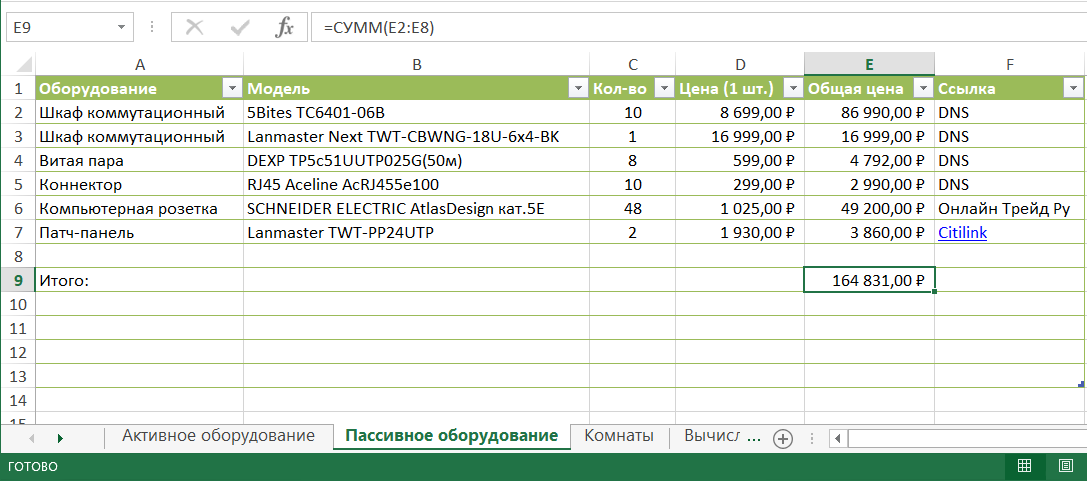 E9 fx =СУММ(E2:E8)
A B C D E F
1 Оборудование Модель Кол-во Цена (1 шт.) Общая цена Ссылка
2 Шкаф коммутационный 5Bites TC6401-06B 10 8 699,00 ₽ 86 990,00 ₽ DNS
3 Шкаф коммутационный Lanmaster Next TWT-CBWNG-18U-6x4-BK 1 16 999,00 ₽ 16 999,00 ₽ DNS
4 Витая пара DEXP TP5c51UUTP025G(50м) 8 599,00 ₽ 4 792,00 ₽ DNS
5 Коннектор RJ45 Aceline AcRJ455e100 10 299,00 ₽ 2 990,00 ₽ DNS
6 Компьютерная розетка SCHNEIDER ELECTRIC AtlasDesign кат.5Е 48 1 025,00 ₽ 49 200,00 ₽ Онлайн Трейд Ру
7 Патч-панель Lanmaster TWT-PP24UTP 2 1 930,00 ₽ 3 860,00 ₽ Citilink
8
9 Итого: 164 831,00 ₽
10
11
12
13
14
15
Активное оборудование Пассивное оборудование Комнаты Вычисл ...
ГОТОВО